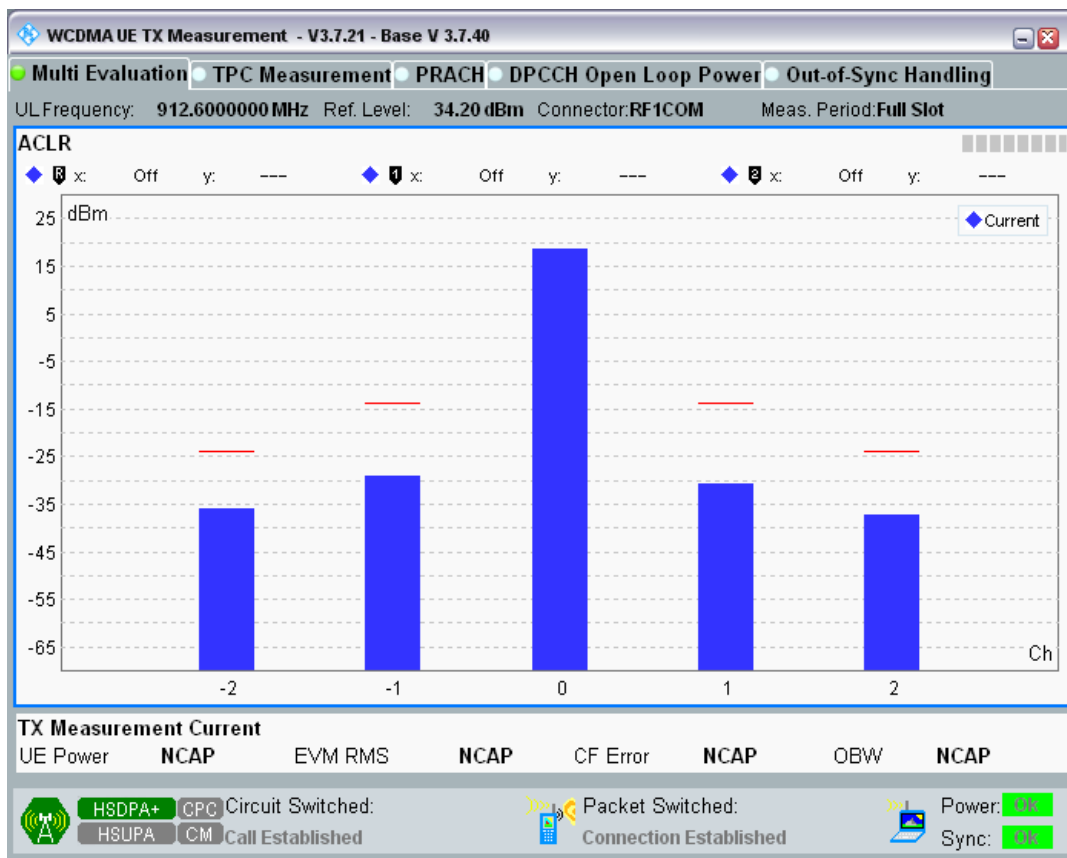 WCDMA UE TX Measurement - V3.7.21 - Base V 3.7.40
Multi Evaluation TPC Measurement PRACH DPCCH Open Loop Power Out-of-Sync Handling
UL Frequency: 912.6000000 MHz Ref. Level: 34.20 dBm Connector:RF1COM Meas. Period:Full Slot
ACLR
R x: Off y: --- 1 x: Off y: --- 2 x: Off y: ---
dBm
Current
25
15
5
-5
-15
-25
-35
-45
-55
-65
Ch
-2 -1 0 1 2
TX Measurement Current
UE Power NCAP EVM RMS NCAP CF Error NCAP OBW NCAP
HSDPA+ CPC Circuit Switched: Packet Switched: Power: OK
HSUPA CM Call Established Connection Established Sync: OK